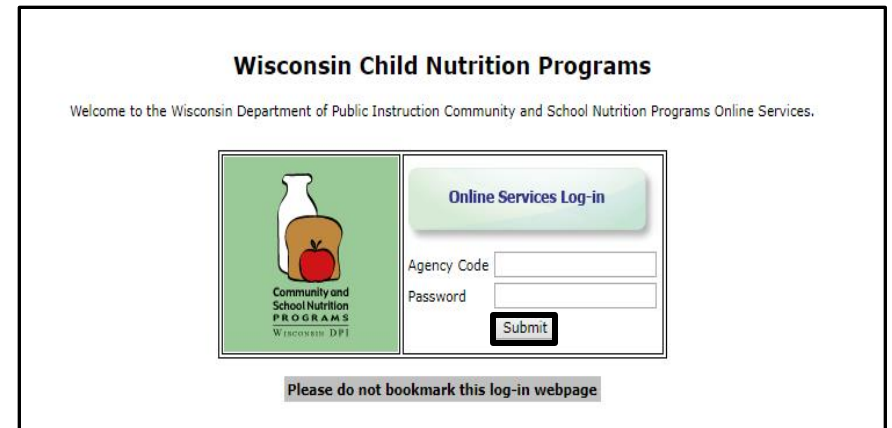 Wisconsin Child Nutrition Programs
Welcome to the Wisconsin Department of Public Instruction Community and School Nutrition Programs Online Services.
Community and
School Nutrition
PROGRAMS
WISCONSIN DPI
Online Services Log-in
Agency Code
Password
Submit
Please do not bookmark this log-in webpage